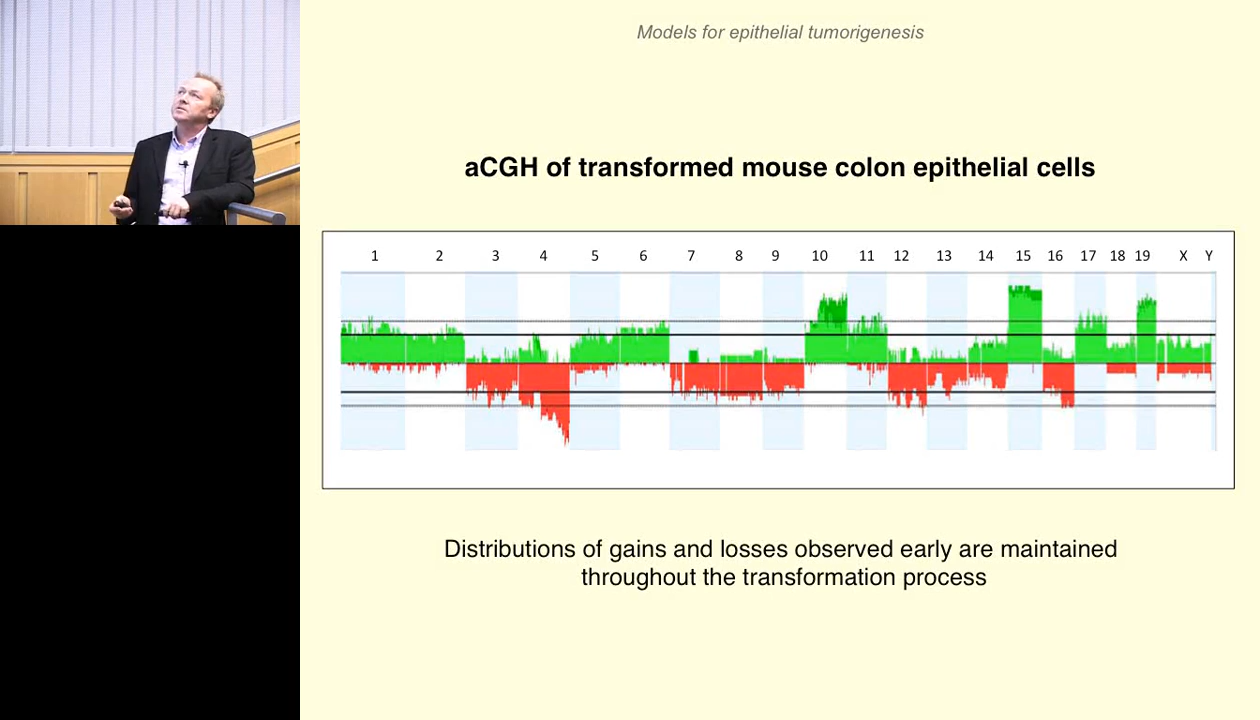 Models for epithelial tumorigenesis
aCGH of transformed mouse colon epithelial cells
1 2 3 4 5 6 7 8 9 10 11 12 13 14 15 16 17 18 19 X Y
Distributions of gains and losses observed early are maintained
throughout the transformation process